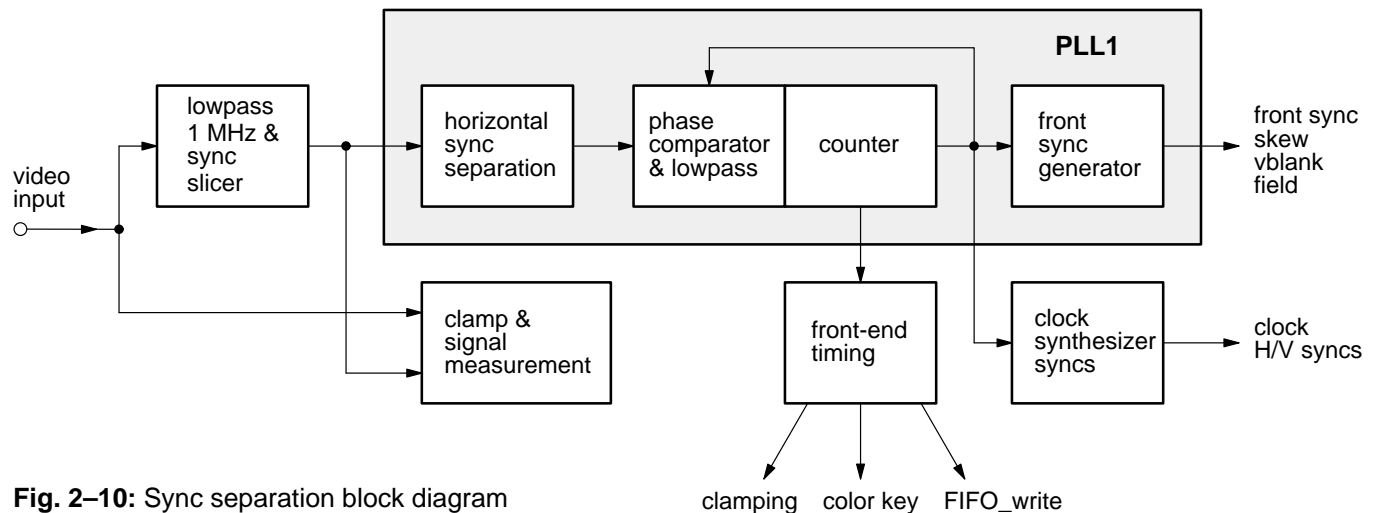 PLL1
lowpass
1 MHz &
sync
slicer
horizontal
sync
separation
phase
comparator
& lowpass
counter
front
sync
generator
front sync
skew
vblank
field
video
input
clamp &
signal
measurement
front-end
timing
clock
synthesizer
syncs
clock
H/V syncs
clamping
color key
FIFO_write
Fig. 2–10: Sync separation block diagram